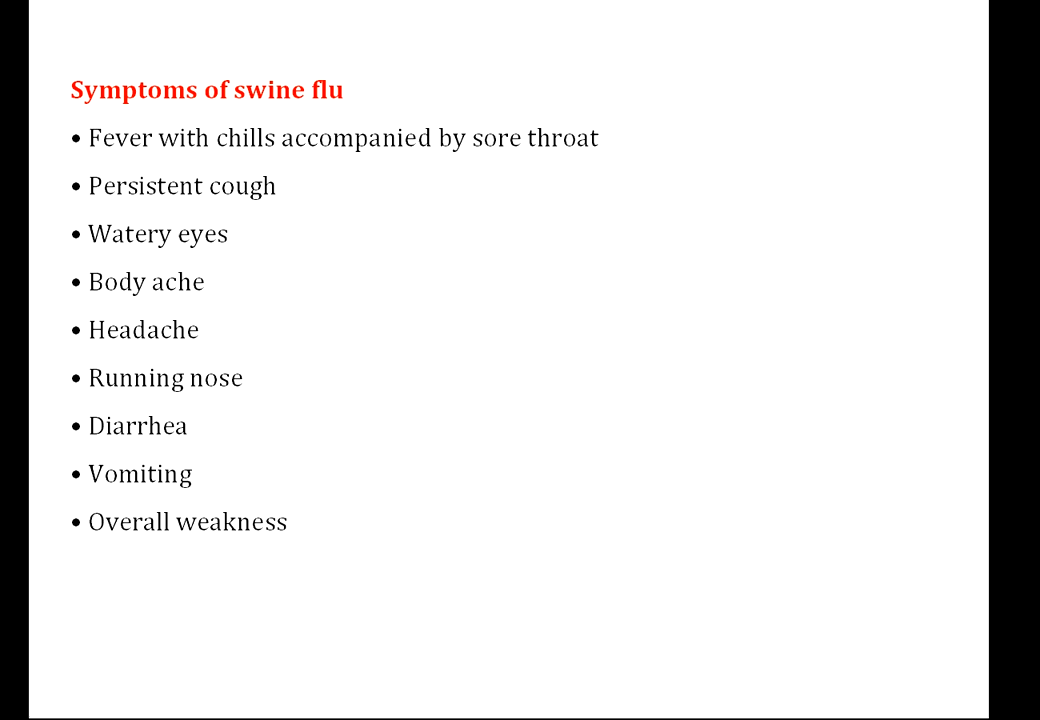 Symptoms of swine flu
• Fever with chills accompanied by sore throat
• Persistent cough
• Watery eyes
• Body ache
• Headache
• Running nose
• Diarrhea
• Vomiting
• Overall weakness